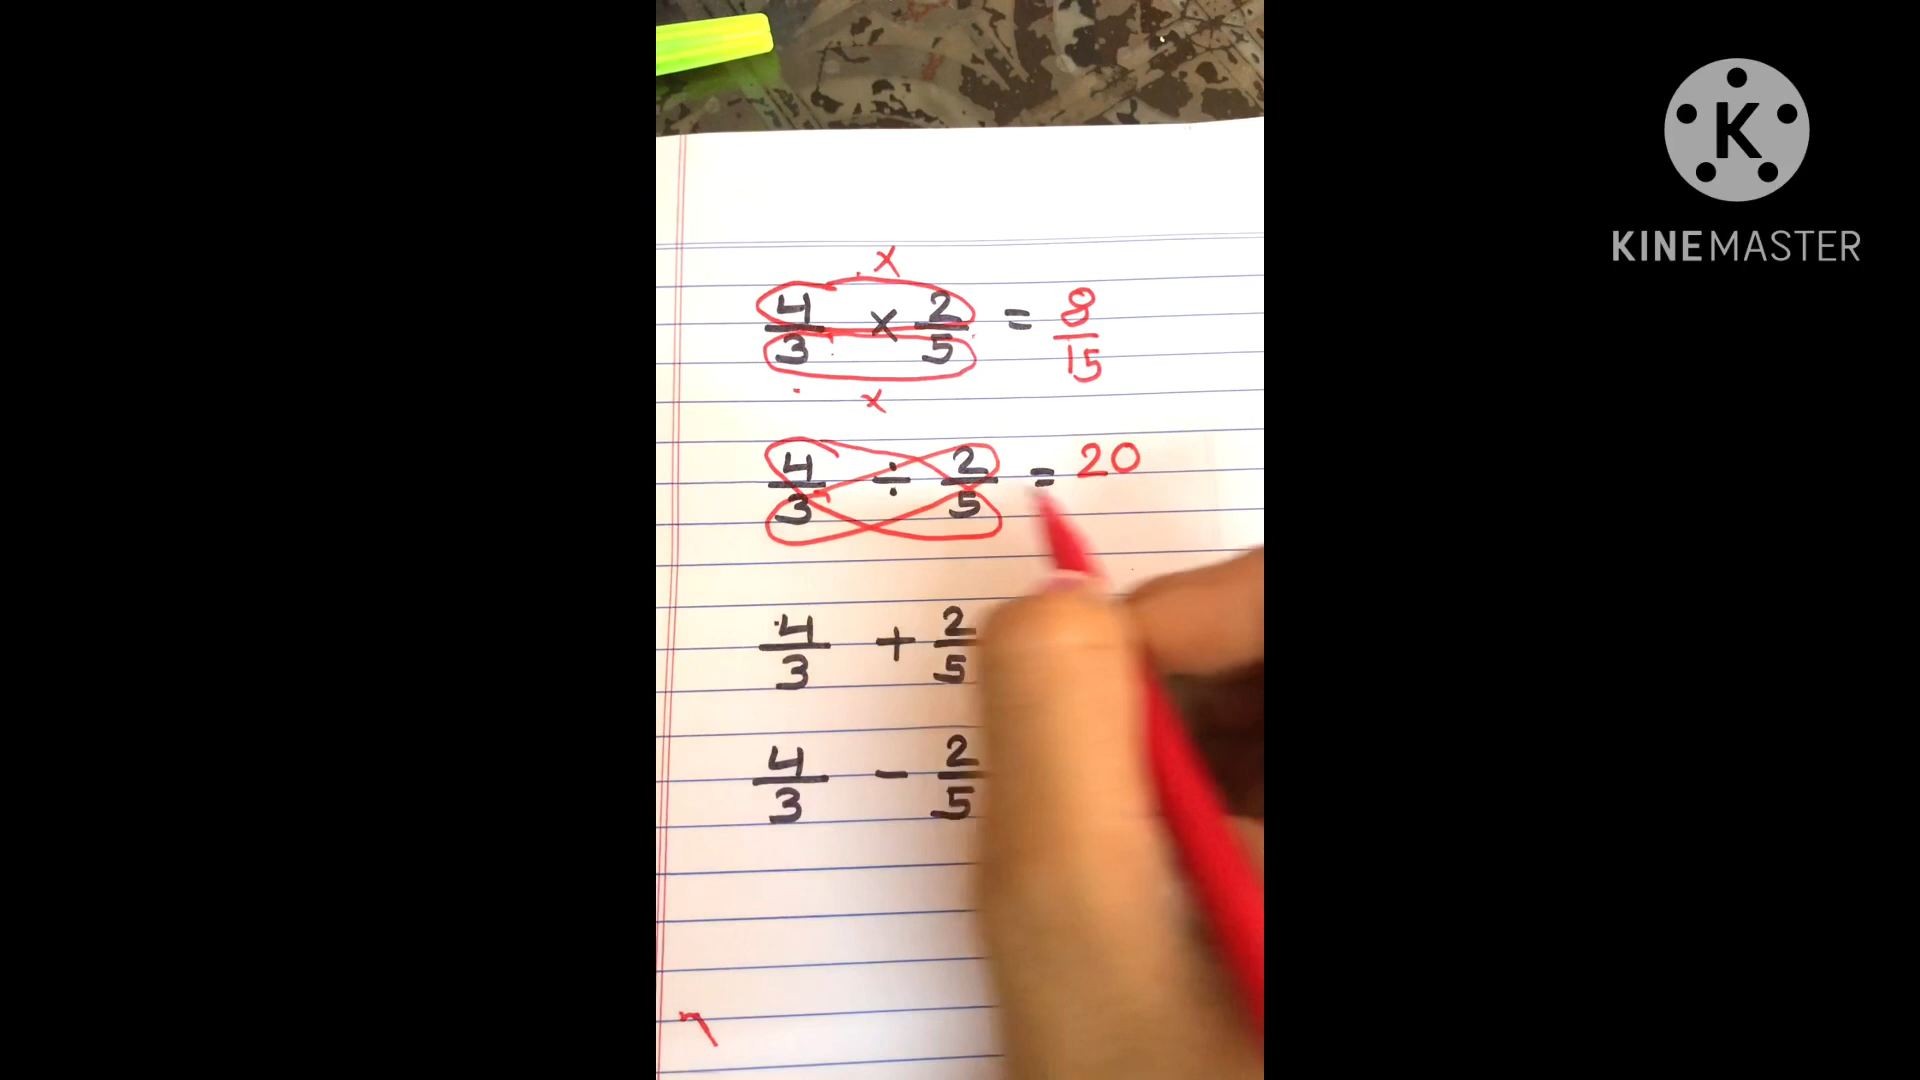 x
4/3 × 2/5 = 8/15
x
4/3 ÷ 2/5 = 20
4/3 + 2/5
4/3 - 2/5
K
KINEMASTER